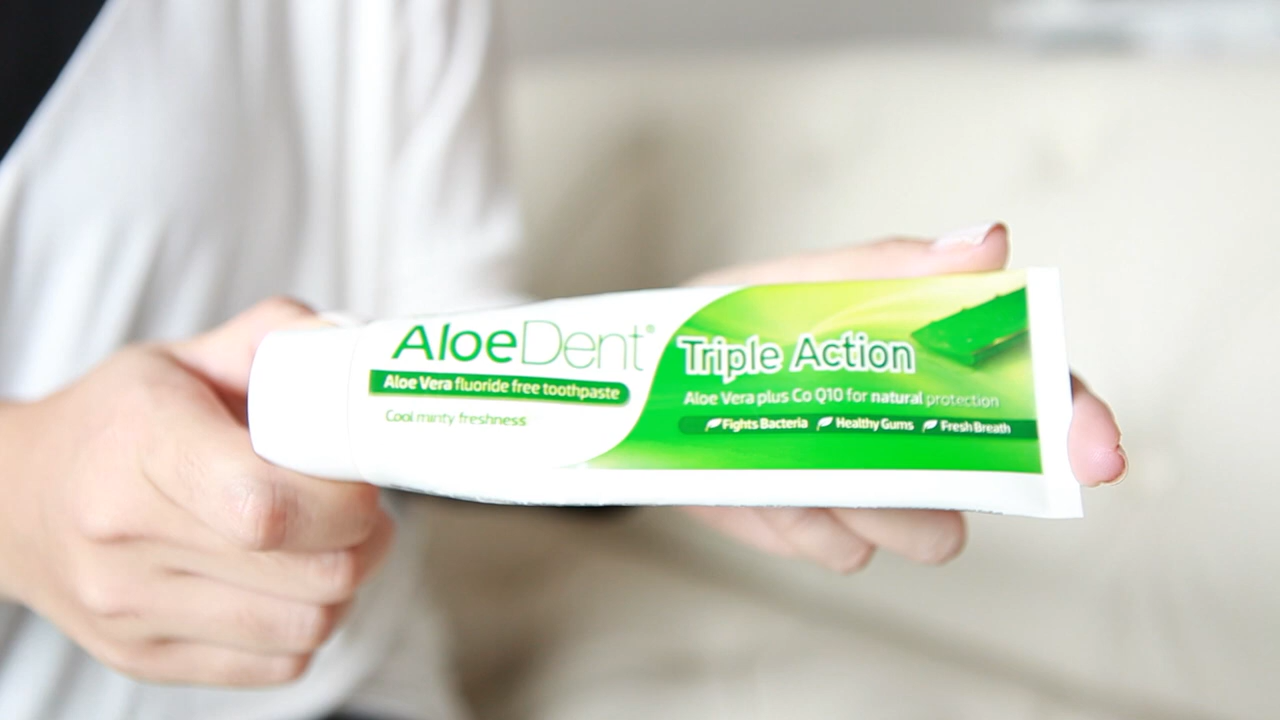 AloeDent®
Aloe Vera fluoride free toothpaste
Cool minty freshness
Triple Action
Aloe Vera plus Co Q10 for natural protection
Fights Bacteria Healthy Gums Fresh Breath